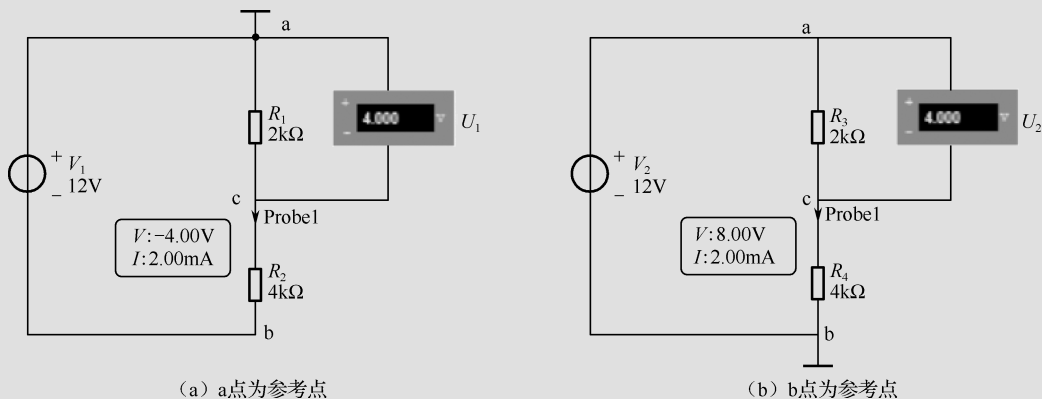 a
R₁
2kΩ
+
4.000
V
−
U₁
+
V₁
−
12V
c
Probe1
V:−4.00V
I:2.00mA
R₂
4kΩ
b
（a）a点为参考点
a
R₃
2kΩ
+
4.000
V
−
U₂
+
V₂
−
12V
c
Probe1
V:8.00V
I:2.00mA
R₄
4kΩ
b
（b）b点为参考点